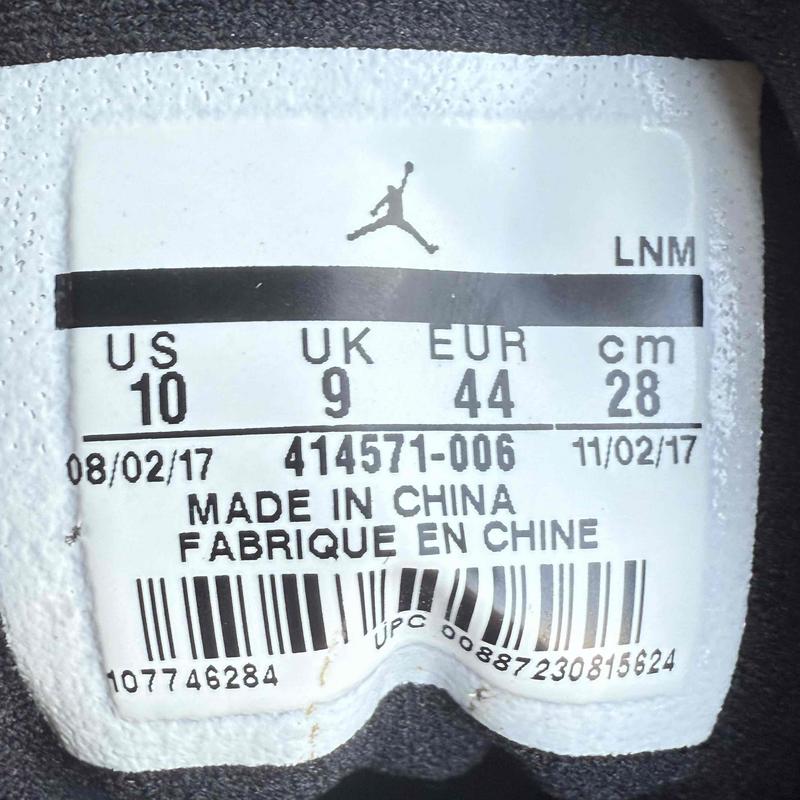 LNM
US UK EUR cm
10 9 44 28
08/02/17 414571-006 11/02/17
MADE IN CHINA
FABRIQUE EN CHINE
107746284 UPC 00887230815624